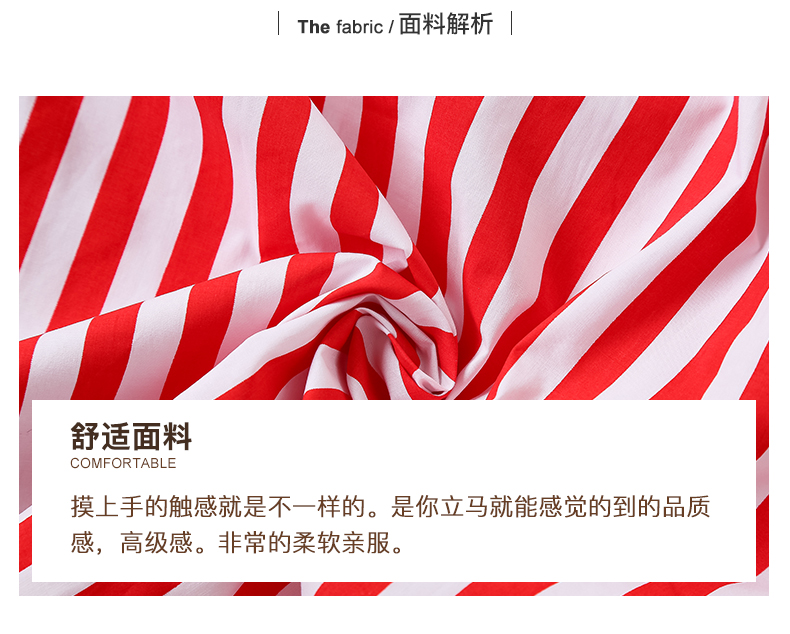 The fabric / 面料解析
舒适面料
COMFORTABLE
摸上手的触感就是不一样的。是你立马就能感觉的到的品质
感，高级感。非常的柔软亲服。